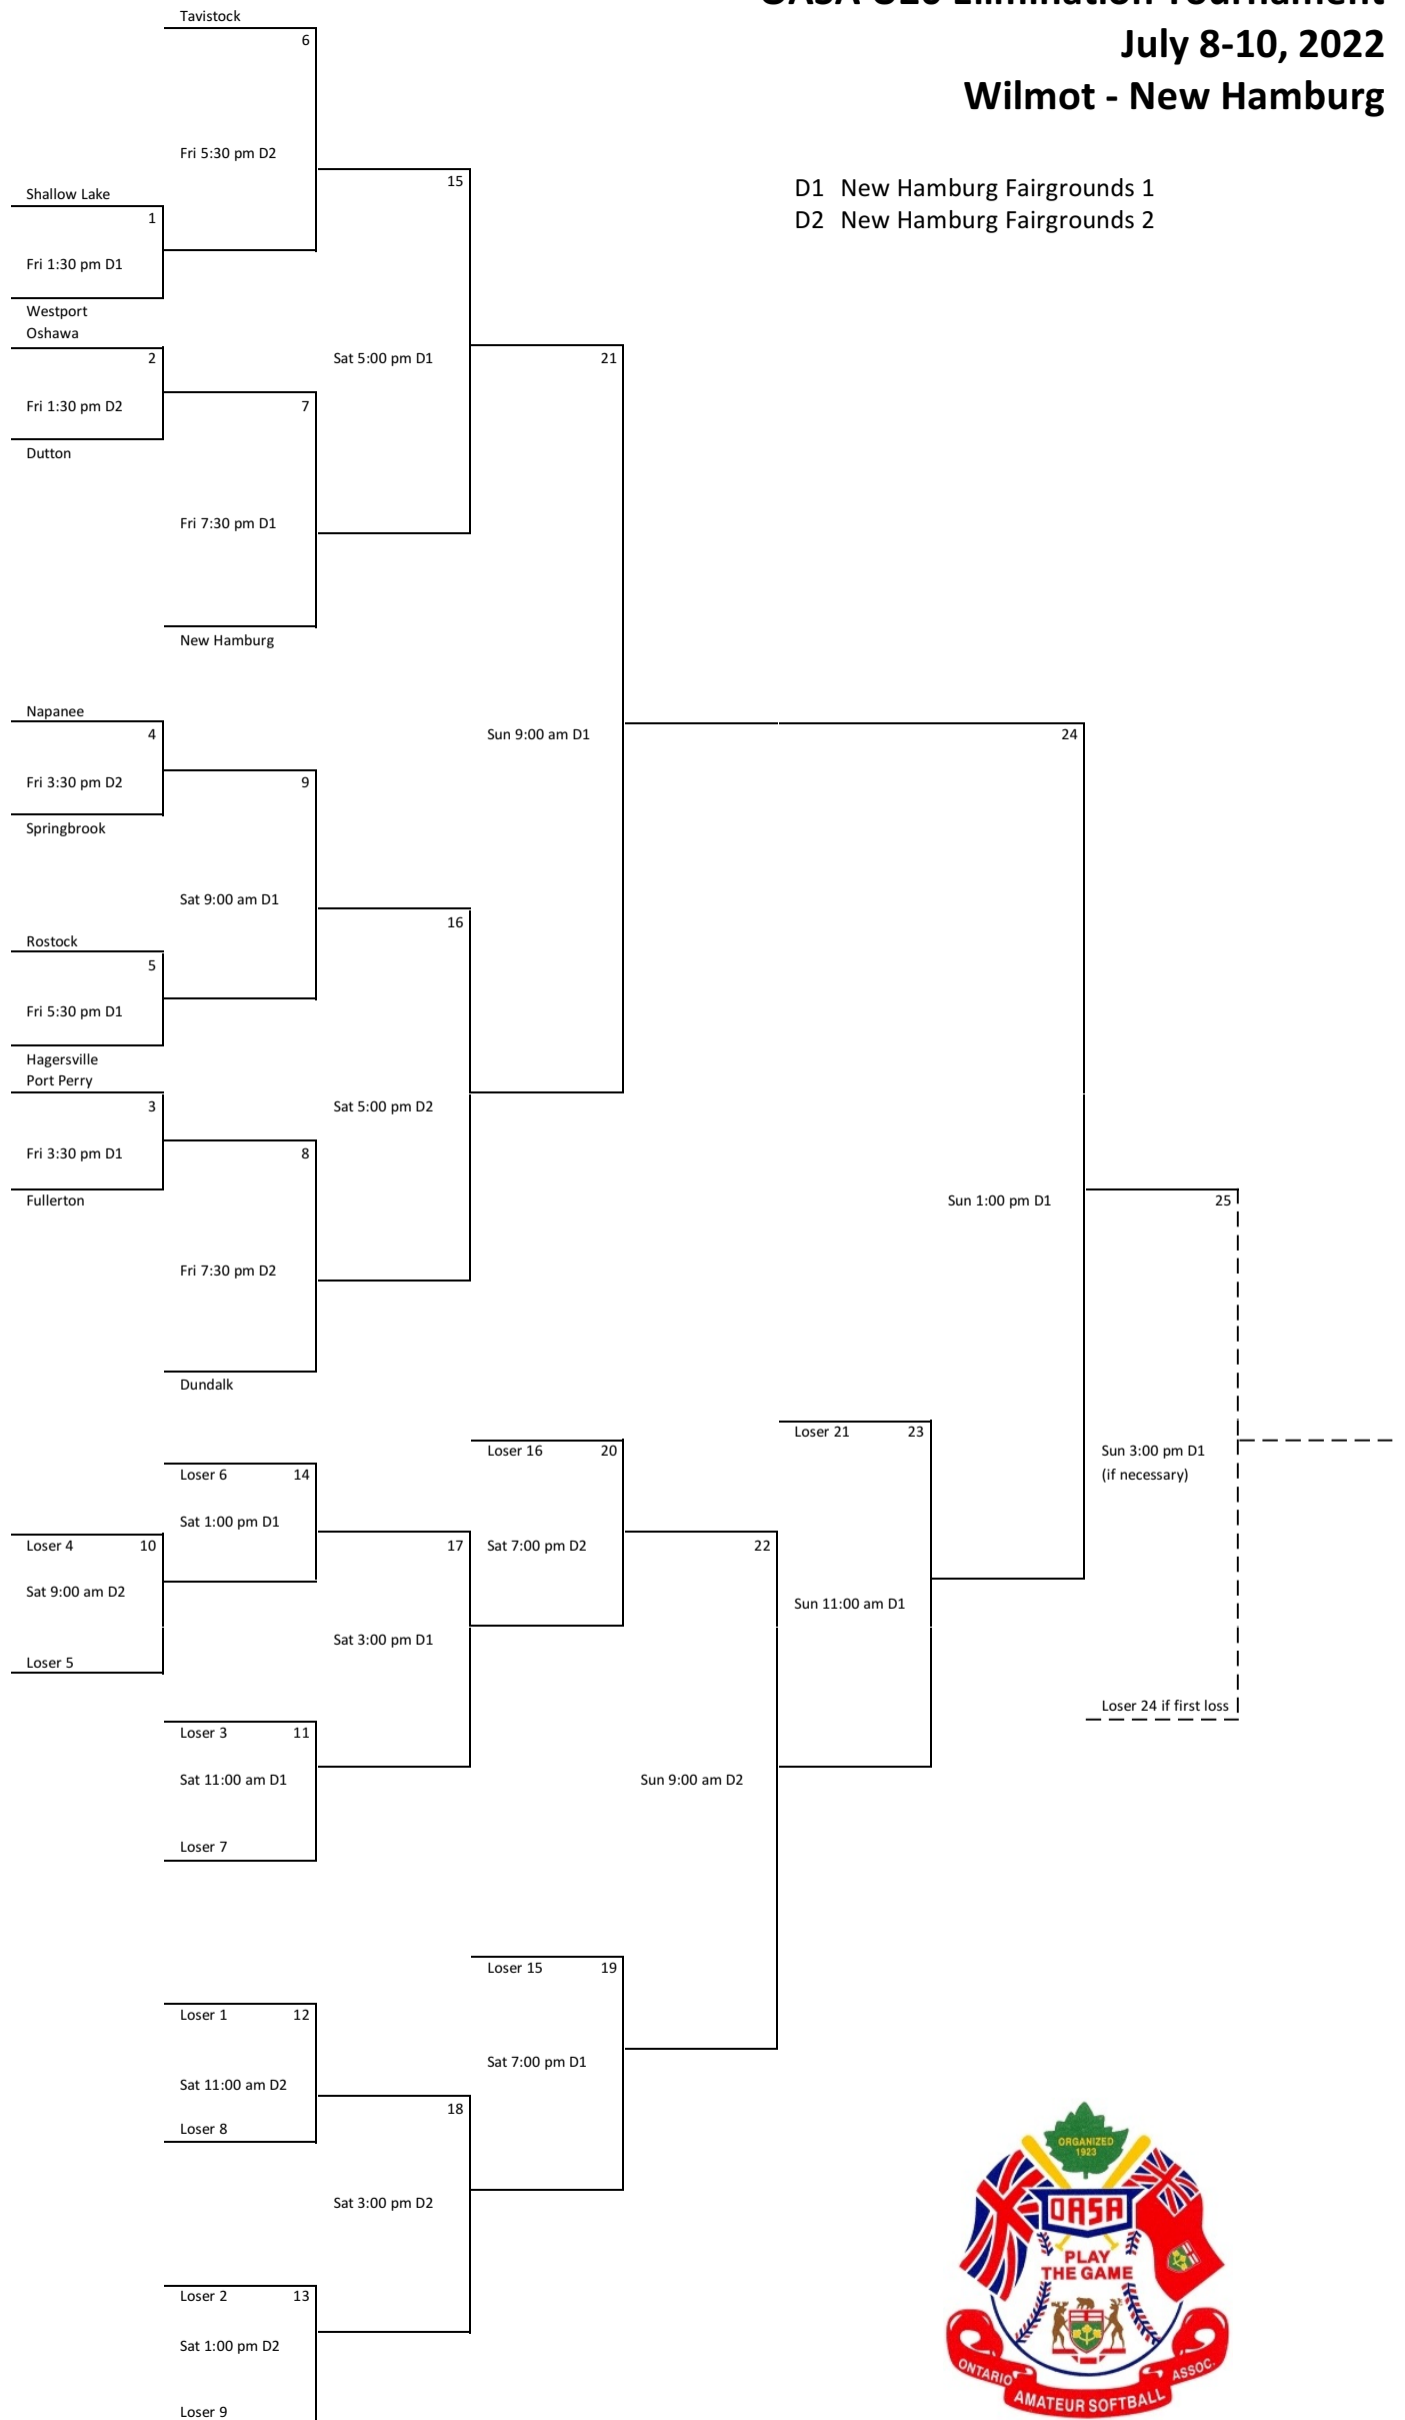 July 8-10, 2022
Wilmot - New Hamburg
D1 New Hamburg Fairgrounds 1
D2 New Hamburg Fairgrounds 2
Tavistock
6
Fri 5:30 pm D2
15
Shallow Lake
1
Fri 1:30 pm D1
Westport
Oshawa
2
Sat 5:00 pm D1
21
Fri 1:30 pm D2
7
Dutton
Fri 7:30 pm D1
New Hamburg
Napanee
4
Sun 9:00 am D1
24
Fri 3:30 pm D2
9
Springbrook
Sat 9:00 am D1
16
Rostock
5
Fri 5:30 pm D1
Hagersville
Port Perry
3
Sat 5:00 pm D2
Fri 3:30 pm D1
8
Fullerton
Sun 1:00 pm D1
25
Fri 7:30 pm D2
Dundalk
Loser 21 23
Loser 16 20
Sun 3:00 pm D1
(if necessary)
Loser 6 14
Sat 1:00 pm D1
Loser 4 10
17
Sat 7:00 pm D2
22
Sat 9:00 am D2
Sun 11:00 am D1
Sat 3:00 pm D1
Loser 5
Loser 24 if first loss
Loser 3 11
Sat 11:00 am D1
Sun 9:00 am D2
Loser 7
Loser 15 19
Loser 1 12
Sat 7:00 pm D1
Sat 11:00 am D2
18
Loser 8
Sat 3:00 pm D2
Loser 2 13
Sat 1:00 pm D2
Loser 9
ORGANIZED
1923
OASA
PLAY
THE GAME
ONTARIO
AMATEUR SOFTBALL
ASSOC.